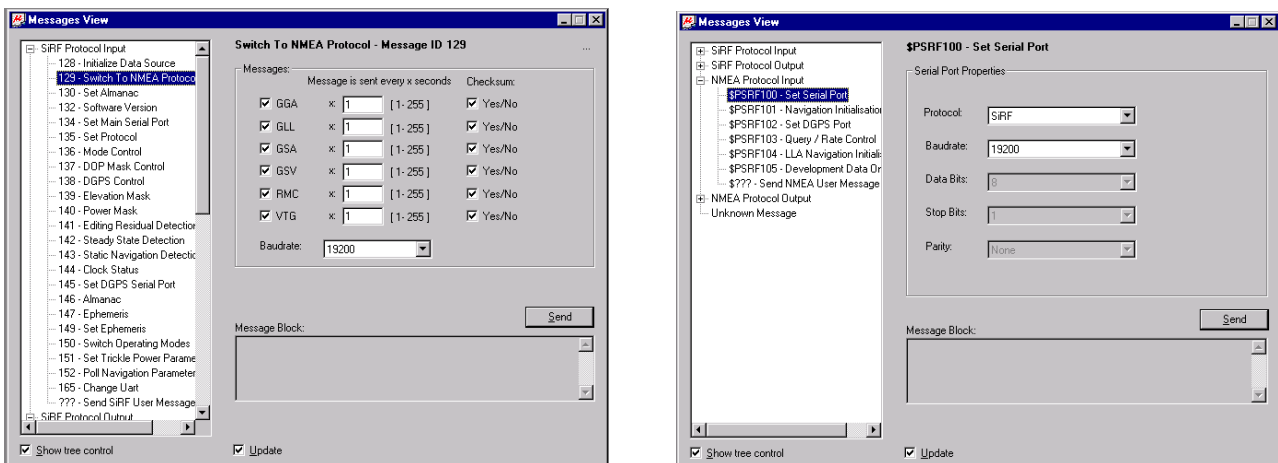 Messages View
SiRF Protocol Input
128 - Initialize Data Source
129 - Switch To NMEA Protoco
130 - Set Almanac
132 - Software Version
134 - Set Main Serial Port
135 - Set Protocol
136 - Mode Control
137 - DOP Mask Control
138 - DGPS Control
139 - Elevation Mask
140 - Power Mask
141 - Editing Residual Detection
142 - Steady State Detection
143 - Static Navigation Detectic
144 - Clock Status
145 - Set DGPS Serial Port
146 - Almanac
147 - Ephemeris
149 - Set Ephemeris
150 - Switch Operating Modes
151 - Set Trickle Power Parame
152 - Poll Navigation Parameter
165 - Change Uart
??? - Send SiRF User Message
SiRF Protocol Output
Show tree control
Switch To NMEA Protocol - Message ID 129
...
Messages:
Message is sent every x seconds Checksum:
GGA x: 1 [ 1- 255 ] Yes/No
GLL x: 1 [ 1- 255 ] Yes/No
GSA x: 1 [ 1- 255 ] Yes/No
GSV x: 1 [ 1- 255 ] Yes/No
RMC x: 1 [ 1- 255 ] Yes/No
VTG x: 1 [ 1- 255 ] Yes/No
Baudrate: 19200
Send
Message Block:
Update
Messages View
SiRF Protocol Input
SiRF Protocol Output
NMEA Protocol Input
$PSRF100 - Set Serial Port
$PSRF101 - Navigation Initialisation
$PSRF102 - Set DGPS Port
$PSRF103 - Query / Rate Control
$PSRF104 - LLA Navigation Initiali
$PSRF105 - Development Data On
$??? - Send NMEA User Message
NMEA Protocol Output
Unknown Message
Show tree control
$PSRF100 - Set Serial Port
Serial Port Properties
Protocol: SiRF
Baudrate: 19200
Data Bits: 8
Stop Bits: 1
Parity: None
Send
Message Block:
Update